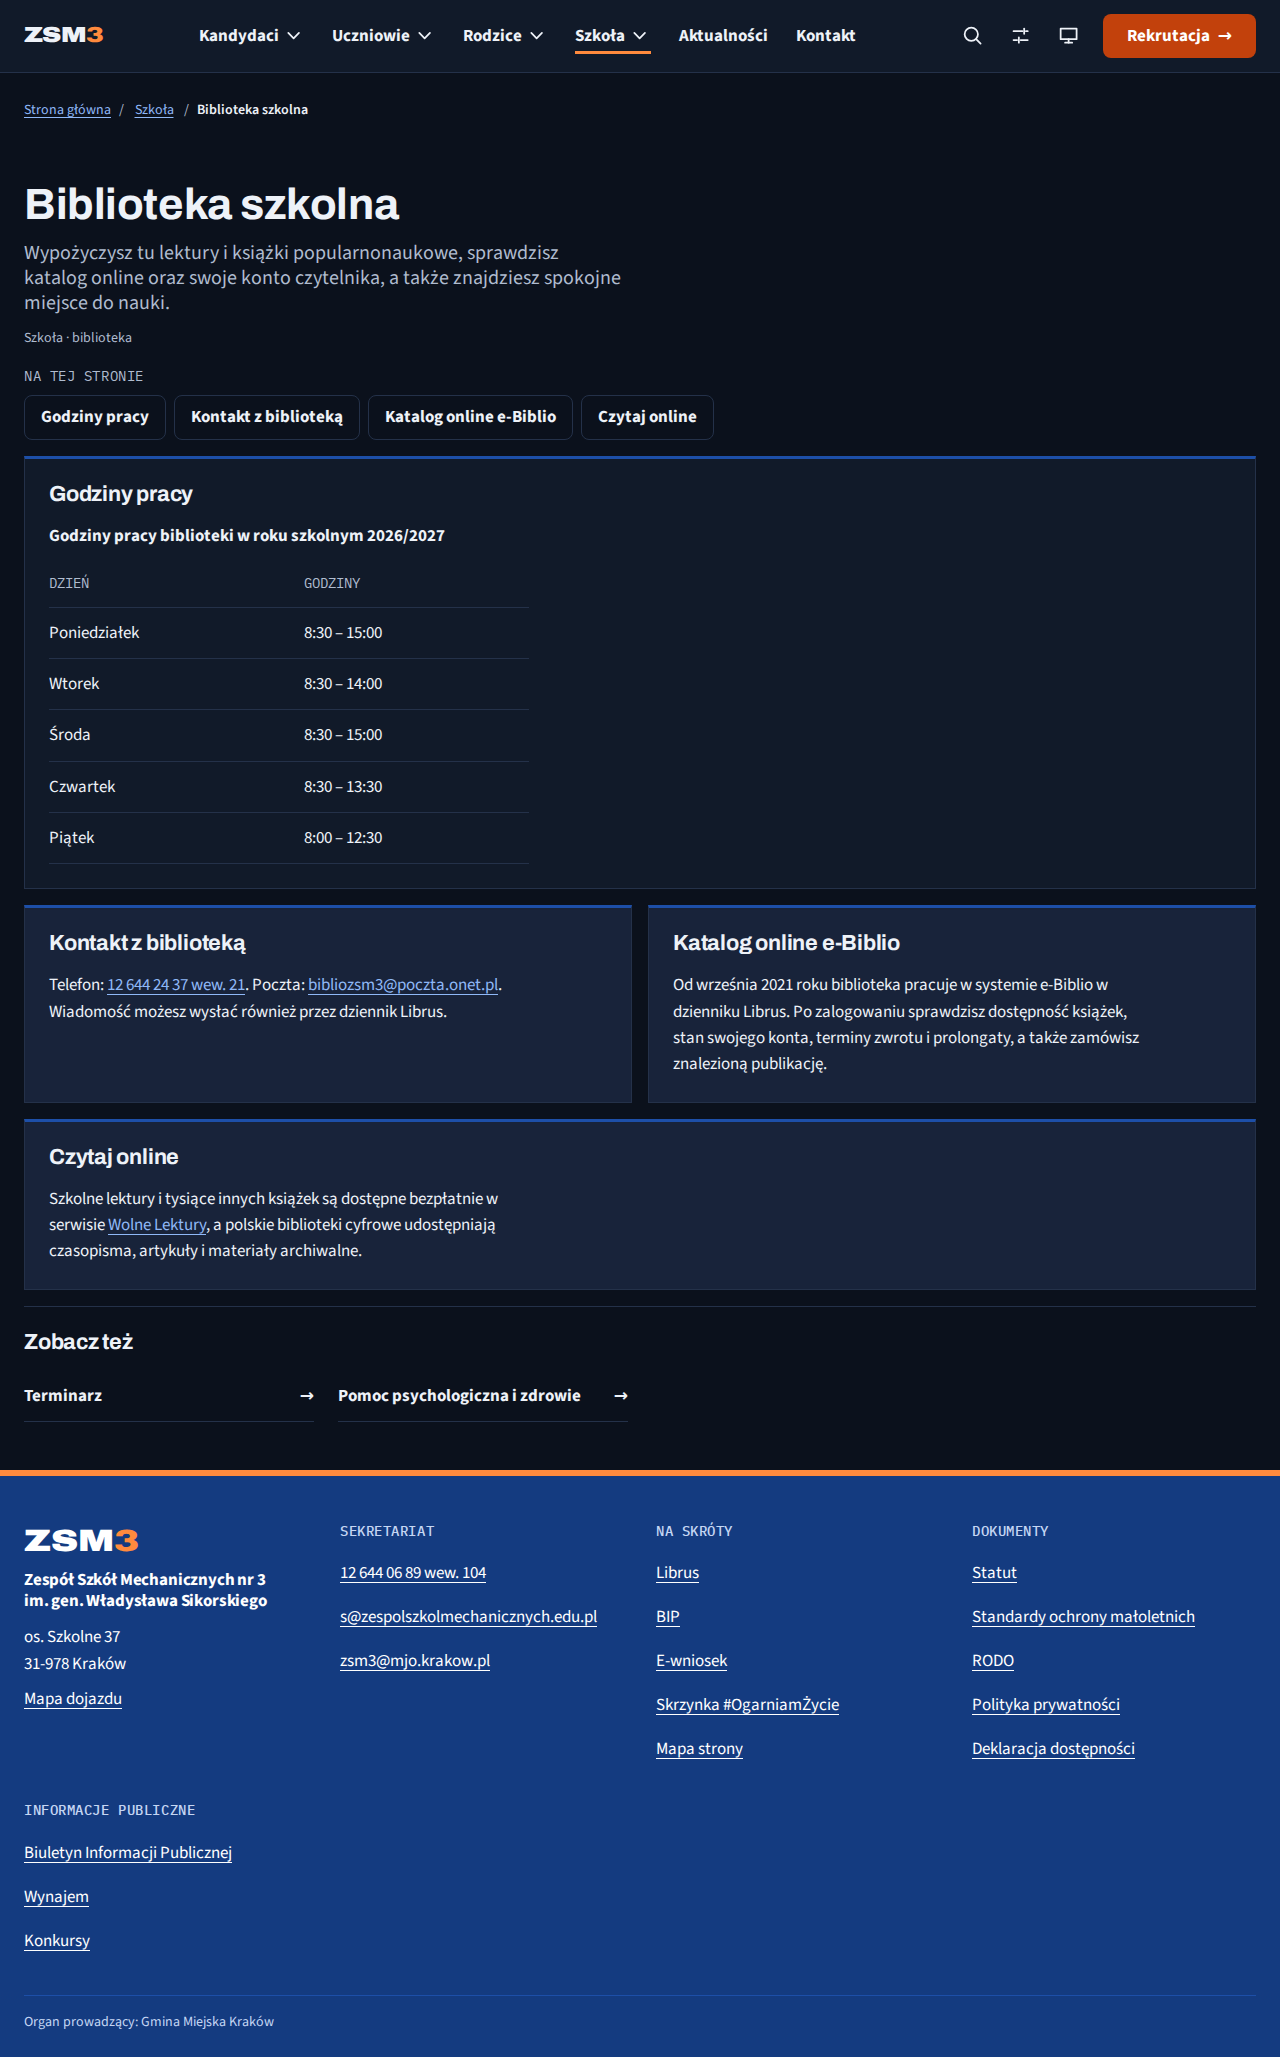 ZSM3 Kandydaci Uczniowie Rodzice Szkoła Aktualności Kontakt Rekrutacja →
Strona główna / Szkoła / Biblioteka szkolna
Biblioteka szkolna
Wypożyczysz tu lektury i książki popularnonaukowe, sprawdzisz
katalog online oraz swoje konto czytelnika, a także znajdziesz spokojne
miejsce do nauki.
Szkoła · biblioteka
NA TEJ STRONIE
Godziny pracy Kontakt z biblioteką Katalog online e-Biblio Czytaj online
Godziny pracy
Godziny pracy biblioteki w roku szkolnym 2026/2027
DZIEŃ GODZINY
Poniedziałek 8:30 – 15:00
Wtorek 8:30 – 14:00
Środa 8:30 – 15:00
Czwartek 8:30 – 13:30
Piątek 8:00 – 12:30
Kontakt z biblioteką
Telefon: 12 644 24 37 wew. 21. Poczta: bibliozsm3@poczta.onet.pl.
Wiadomość możesz wysłać również przez dziennik Librus.
Katalog online e-Biblio
Od września 2021 roku biblioteka pracuje w systemie e-Biblio w
dzienniku Librus. Po zalogowaniu sprawdzisz dostępność książek,
stan swojego konta, terminy zwrotu i prolongaty, a także zamówisz
znalezioną publikację.
Czytaj online
Szkolne lektury i tysiące innych książek są dostępne bezpłatnie w
serwisie Wolne Lektury, a polskie biblioteki cyfrowe udostępniają
czasopisma, artykuły i materiały archiwalne.
Zobacz też
Terminarz → Pomoc psychologiczna i zdrowie →
ZSM3
Zespół Szkół Mechanicznych nr 3
im. gen. Władysława Sikorskiego
os. Szkolne 37
31-978 Kraków
Mapa dojazdu
SEKRETARIAT
12 644 06 89 wew. 104
s@zespolszkolmechanicznych.edu.pl
zsm3@mjo.krakow.pl
NA SKRÓTY
Librus
BIP
E-wniosek
Skrzynka #OgarniamŻycie
Mapa strony
DOKUMENTY
Statut
Standardy ochrony małoletnich
RODO
Polityka prywatności
Deklaracja dostępności
INFORMACJE PUBLICZNE
Biuletyn Informacji Publicznej
Wynajem
Konkursy
Organ prowadzący: Gmina Miejska Kraków